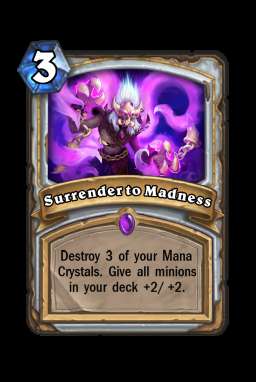 3
Surrender to Madness
Destroy 3 of your Mana
Crystals. Give all minions
in your deck +2/ +2.